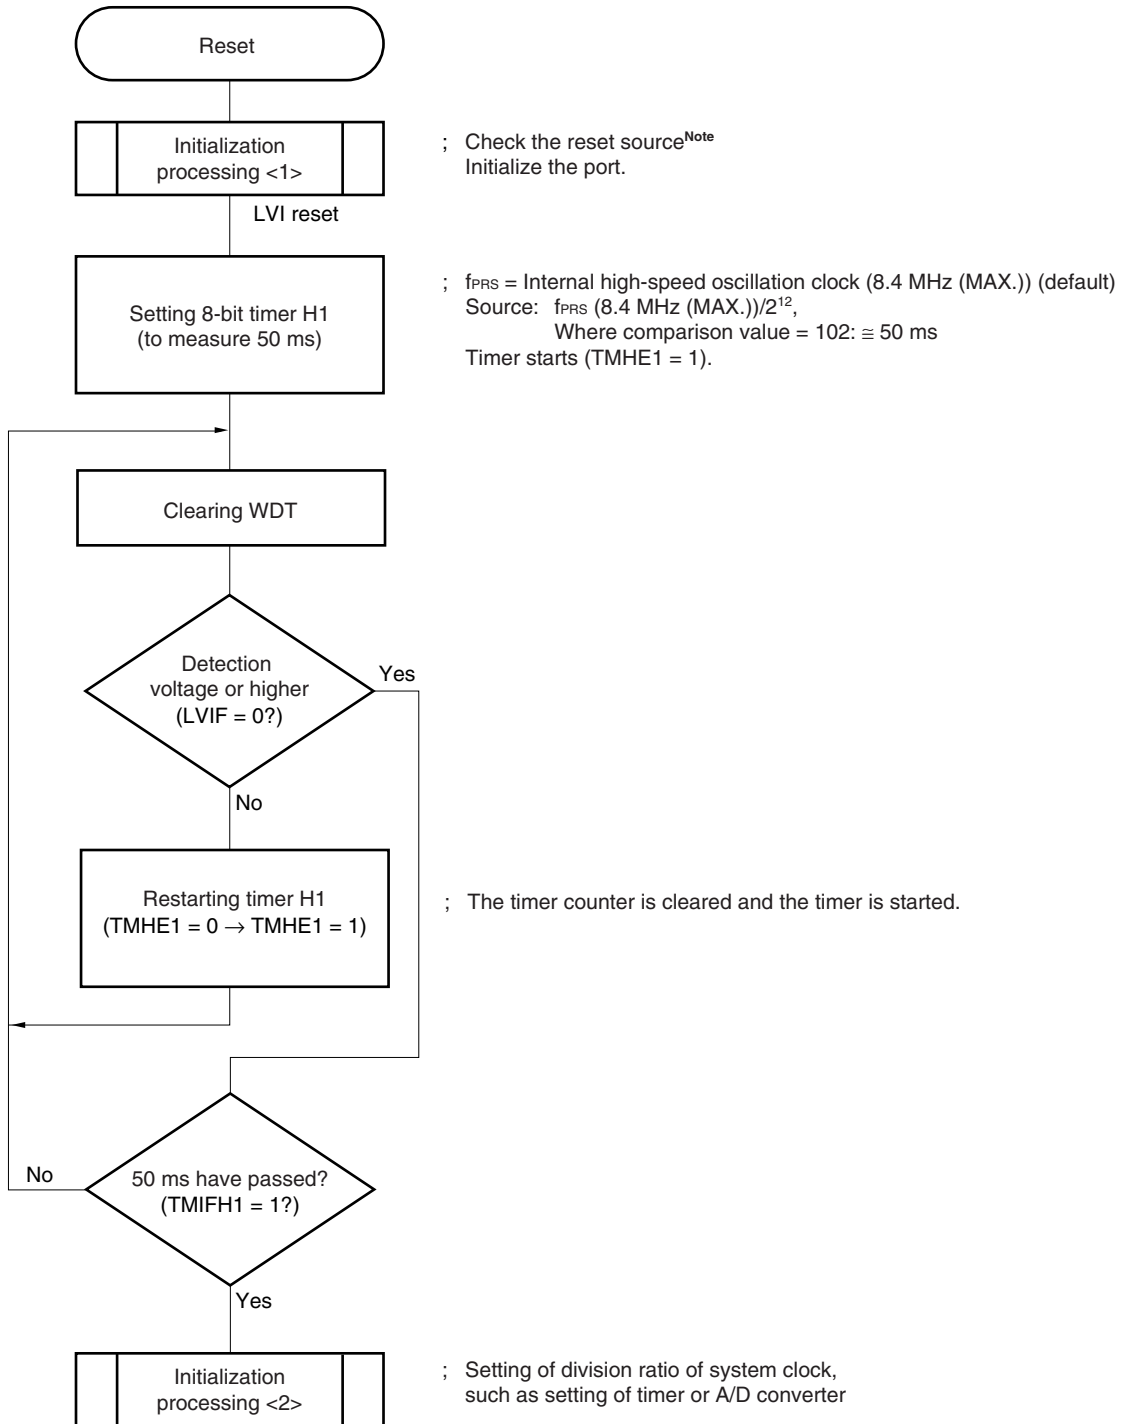 Reset
Initialization
processing <1>
; Check the reset sourceNote
Initialize the port.
LVI reset
Setting 8-bit timer H1
(to measure 50 ms)
; fPRS = Internal high-speed oscillation clock (8.4 MHz (MAX.)) (default)
Source: fPRS (8.4 MHz (MAX.))/2¹²,
Where comparison value = 102: ≅ 50 ms
Timer starts (TMHE1 = 1).
Clearing WDT
Detection
voltage or higher
(LVIF = 0?)
Yes
No
Restarting timer H1
(TMHE1 = 0 → TMHE1 = 1)
; The timer counter is cleared and the timer is started.
50 ms have passed?
(TMIFH1 = 1?)
No
Yes
Initialization
processing <2>
; Setting of division ratio of system clock,
such as setting of timer or A/D converter